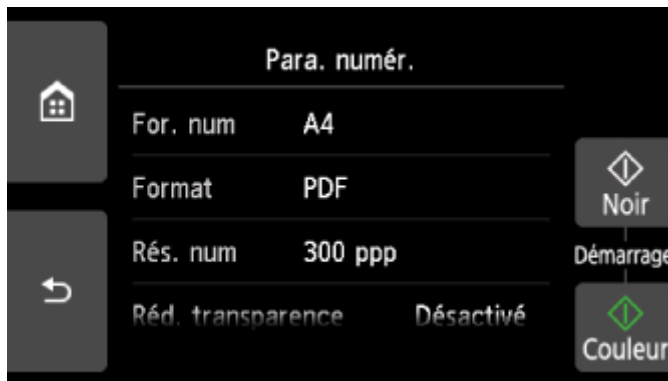 Para. numér.
For. num A4
Format PDF
Rés. num 300 ppp
Réd. transparence Désactivé
Noir
Démarrage
Couleur